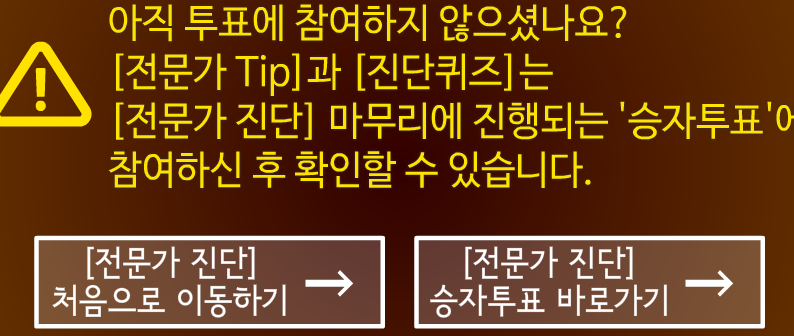 아직 투표에 참여하지 않으셨나요?
[전문가 Tip]과 [진단퀴즈]는
[전문가 진단] 마무리에 진행되는 '승자투표'에
참여하신 후 확인할 수 있습니다.
[전문가 진단]
처음으로 이동하기 →
[전문가 진단]
승자투표 바로가기 →